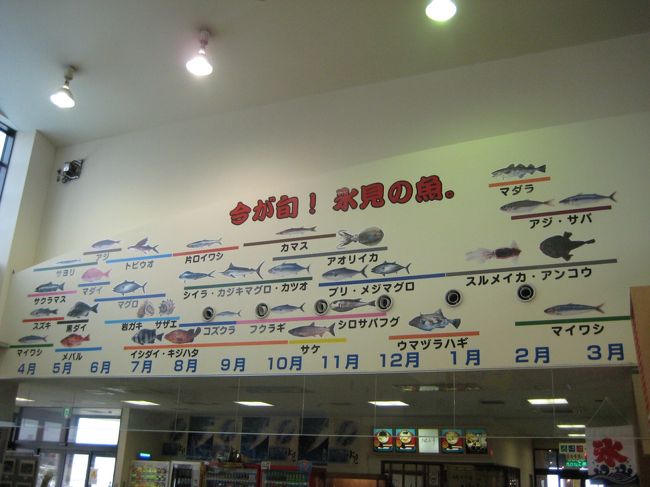 今が旬！氷見の魚。
マダラ
アジ・サバ
カマス
アジ
トビウオ
片口イワシ
アオリイカ
サヨリ
スルメイカ・アンコウ
マダイ
シイラ・カジキマグロ・カツオ
ブリ・メジマグロ
サクラマス
マグロ
スズキ
黒ダイ
岩ガキ
サザエ
コズクラ
フクラギ
シロサバフグ
マイワシ
マイワシ
メバル
イシダイ・キジハタ
サケ
ウマヅラハギ
4月 5月 6月 7月 8月 9月 10月 11月 12月 1月 2月 3月
氷